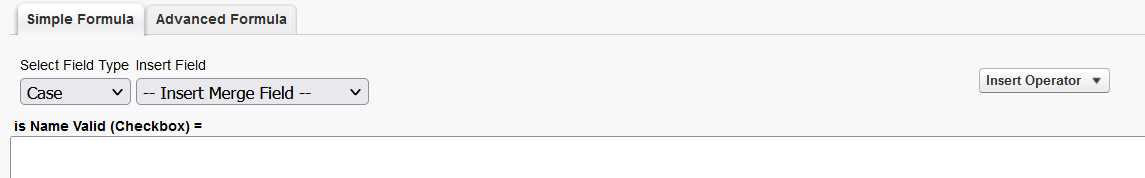 Simple Formula Advanced Formula
Select Field Type Insert Field
Case -- Insert Merge Field -- Insert Operator
is Name Valid (Checkbox) =